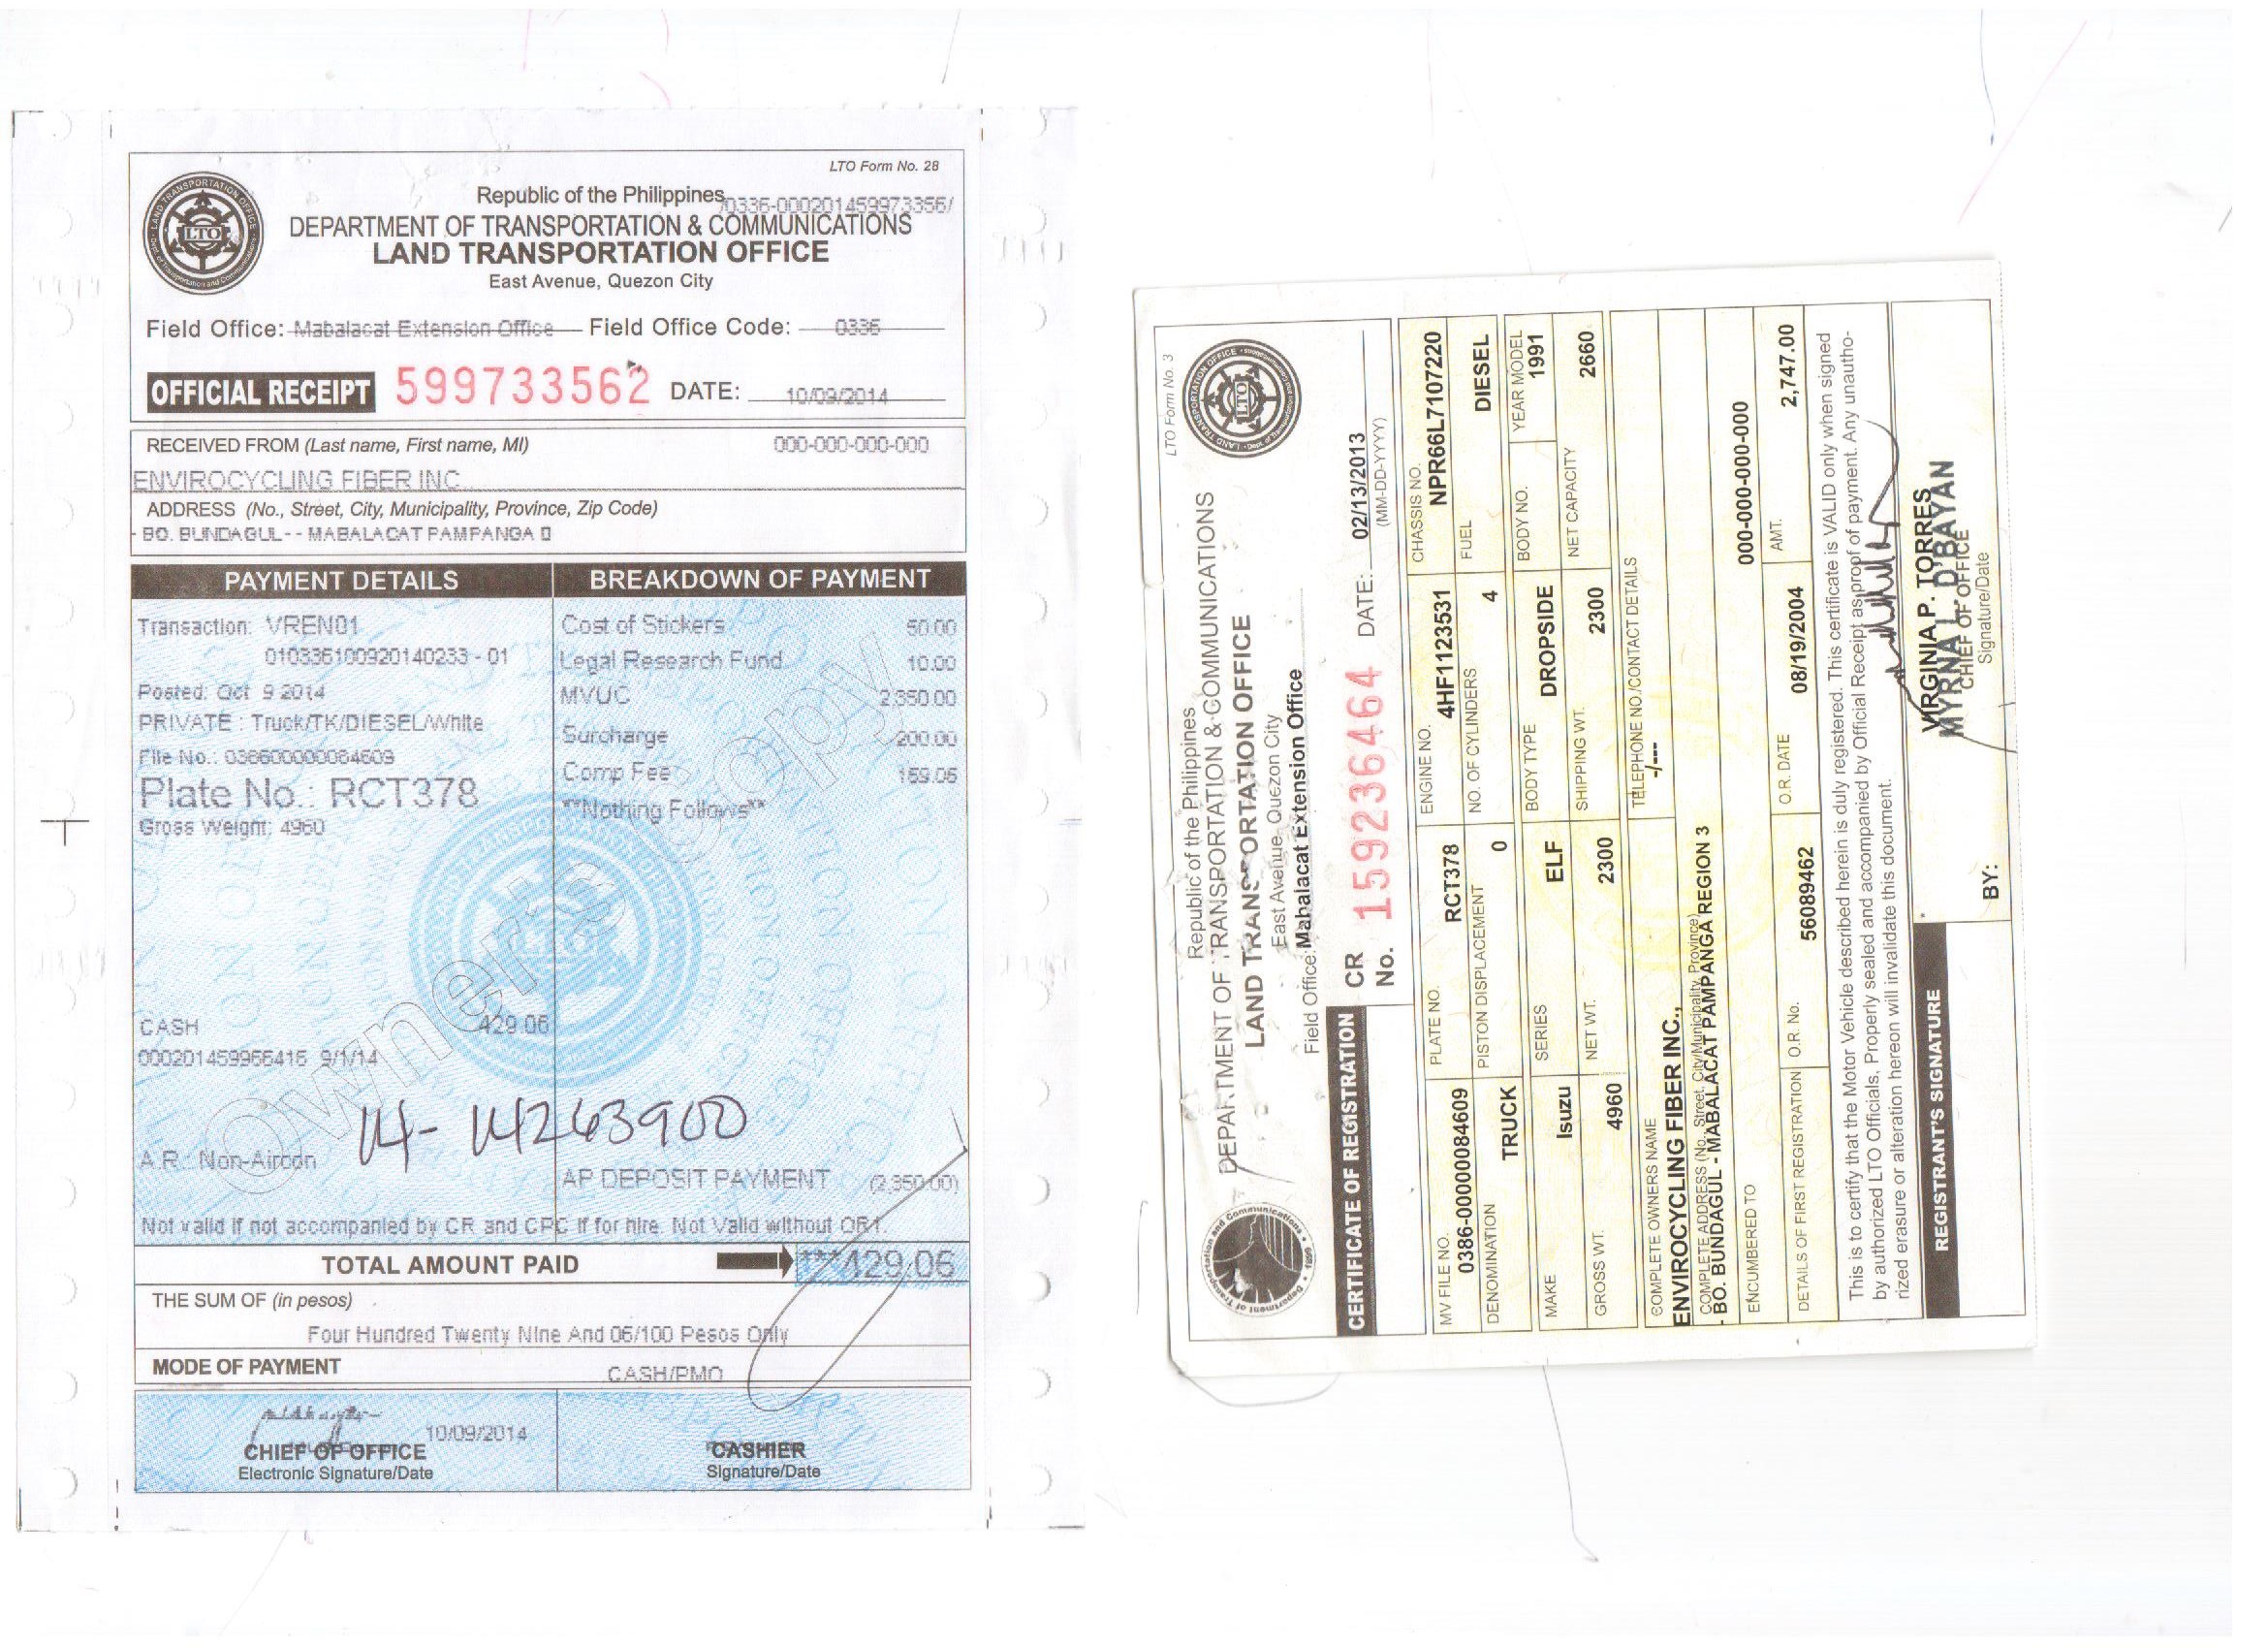 LTO Form No. 28
Republic of the Philippines
/0336-000201459973356/
DEPARTMENT OF TRANSPORTATION & COMMUNICATIONS
LAND TRANSPORTATION OFFICE
East Avenue, Quezon City
Field Office: Mabalacat Extension Office Field Office Code: 0336
OFFICIAL RECEIPT 599733562 DATE: 10/09/2014
RECEIVED FROM (Last name, First name, MI) 000-000-000-000
ENVIROCYCLING FIBER INC.,
ADDRESS (No., Street, City, Municipality, Province, Zip Code)
- BO. BUNDAGUL - - MABALACAT PAMPANGA 0
PAYMENT DETAILS BREAKDOWN OF PAYMENT
Transaction: VREN01 Cost of Stickers 50.00
010336100920140233 - 01 Legal Research Fund 10.00
Posted: Oct 9 2014 MVUC 2,350.00
PRIVATE : Truck/TK/DIESEL/White Surcharge 200.00
File No.: 038600000084609 Comp Fee 169.06
Plate No.: RCT378 **Nothing Follows**
Gross Weight: 4960
Owner's Copy
CASH 429.06
000201459966416 9/1/14
14-14263900
A.R.: Non-Aircon
AP DEPOSIT PAYMENT (2,350.00)
Not valid if not accompanied by CR and CPC if for hire. Not Valid without OR1.
TOTAL AMOUNT PAID ***429.06
THE SUM OF (in pesos)
Four Hundred Twenty Nine And 06/100 Pesos Only
MODE OF PAYMENT CASH/PMO
10/09/2014
CHIEF OF OFFICE CASHIER
Electronic Signature/Date Signature/Date
LTO Form No. 3
Republic of the Philippines
DEPARTMENT OF TRANSPORTATION & COMMUNICATIONS
LAND TRANSPORTATION OFFICE
East Avenue, Quezon City
Field Office: Mabalacat Extension Office
CERTIFICATE OF REGISTRATION CR No. 159236464 DATE: 02/13/2013
(MM-DD-YYYY)
MV FILE NO. PLATE NO. ENGINE NO. CHASSIS NO.
0386-00000084609 RCT378 4HF1123531 NPR66L7107220
DENOMINATION PISTON DISPLACEMENT NO. OF CYLINDERS FUEL
TRUCK 0 4 DIESEL
MAKE SERIES BODY TYPE BODY NO. YEAR MODEL
Isuzu ELF DROPSIDE 1991
GROSS WT. NET WT. SHIPPING WT. NET CAPACITY
4960 2300 2300 2660
COMPLETE OWNERS NAME TELEPHONE NO./CONTACT DETAILS
ENVIROCYCLING FIBER INC., -/---
COMPLETE ADDRESS (No., Street, City/Municipality, Province)
- BO. BUNDAGUL - MABALACAT PAMPANGA REGION 3
ENCUMBERED TO 000-000-000-000
DETAILS OF FIRST REGISTRATION O.R. No. O.R. DATE AMT.
56089462 08/19/2004 2,747.00
This is to certify that the Motor Vehicle described herein is duly registered. This certificate is VALID only when signed
by authorized LTO Officials, Properly sealed and accompanied by Official Receipt as proof of payment. Any unautho-
rized erasure or alteration hereon will invalidate this document.
REGISTRANT'S SIGNATURE
VIRGINIA P. TORRES
MYRNA L. D'BAYAN
CHIEF OF OFFICE
BY: Signature/Date